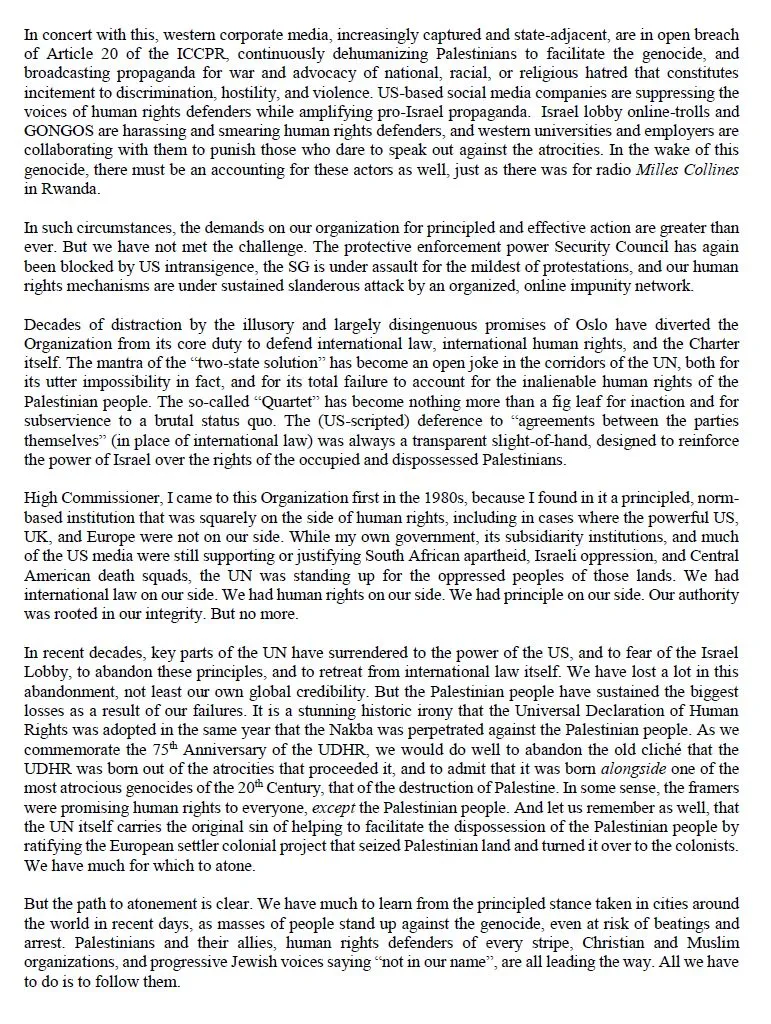 In concert with this, western corporate media, increasingly captured and state-adjacent, are in open breach
of Article 20 of the ICCPR, continuously dehumanizing Palestinians to facilitate the genocide, and
broadcasting propaganda for war and advocacy of national, racial, or religious hatred that constitutes
incitement to discrimination, hostility, and violence. US-based social media companies are suppressing the
voices of human rights defenders while amplifying pro-Israel propaganda. Israel lobby online-trolls and
GONGOS are harassing and smearing human rights defenders, and western universities and employers are
collaborating with them to punish those who dare to speak out against the atrocities. In the wake of this
genocide, there must be an accounting for these actors as well, just as there was for radio Milles Collines
in Rwanda.
In such circumstances, the demands on our organization for principled and effective action are greater than
ever. But we have not met the challenge. The protective enforcement power Security Council has again
been blocked by US intransigence, the SG is under assault for the mildest of protestations, and our human
rights mechanisms are under sustained slanderous attack by an organized, online impunity network.
Decades of distraction by the illusory and largely disingenuous promises of Oslo have diverted the
Organization from its core duty to defend international law, international human rights, and the Charter
itself. The mantra of the “two-state solution” has become an open joke in the corridors of the UN, both for
its utter impossibility in fact, and for its total failure to account for the inalienable human rights of the
Palestinian people. The so-called “Quartet” has become nothing more than a fig leaf for inaction and for
subservience to a brutal status quo. The (US-scripted) deference to “agreements between the parties
themselves” (in place of international law) was always a transparent slight-of-hand, designed to reinforce
the power of Israel over the rights of the occupied and dispossessed Palestinians.
High Commissioner, I came to this Organization first in the 1980s, because I found in it a principled, norm-
based institution that was squarely on the side of human rights, including in cases where the powerful US,
UK, and Europe were not on our side. While my own government, its subsidiarity institutions, and much
of the US media were still supporting or justifying South African apartheid, Israeli oppression, and Central
American death squads, the UN was standing up for the oppressed peoples of those lands. We had
international law on our side. We had human rights on our side. We had principle on our side. Our authority
was rooted in our integrity. But no more.
In recent decades, key parts of the UN have surrendered to the power of the US, and to fear of the Israel
Lobby, to abandon these principles, and to retreat from international law itself. We have lost a lot in this
abandonment, not least our own global credibility. But the Palestinian people have sustained the biggest
losses as a result of our failures. It is a stunning historic irony that the Universal Declaration of Human
Rights was adopted in the same year that the Nakba was perpetrated against the Palestinian people. As we
commemorate the 75th Anniversary of the UDHR, we would do well to abandon the old cliché that the
UDHR was born out of the atrocities that proceeded it, and to admit that it was born alongside one of the
most atrocious genocides of the 20th Century, that of the destruction of Palestine. In some sense, the framers
were promising human rights to everyone, except the Palestinian people. And let us remember as well, that
the UN itself carries the original sin of helping to facilitate the dispossession of the Palestinian people by
ratifying the European settler colonial project that seized Palestinian land and turned it over to the colonists.
We have much for which to atone.
But the path to atonement is clear. We have much to learn from the principled stance taken in cities around
the world in recent days, as masses of people stand up against the genocide, even at risk of beatings and
arrest. Palestinians and their allies, human rights defenders of every stripe, Christian and Muslim
organizations, and progressive Jewish voices saying “not in our name”, are all leading the way. All we have
to do is to follow them.